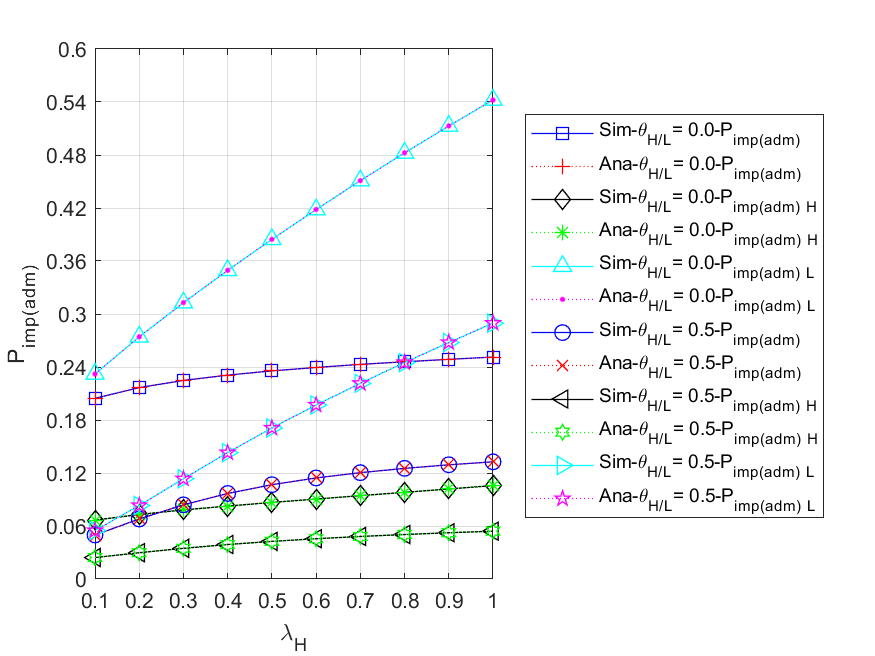 0.6
0.54
0.48
0.42
0.36
0.3
0.24
0.18
0.12
0.06
0
P_imp(adm)
0.1 0.2 0.3 0.4 0.5 0.6 0.7 0.8 0.9 1
λ_H
Sim-θ_H/L= 0.0-P_imp(adm)
Ana-θ_H/L= 0.0-P_imp(adm)
Sim-θ_H/L= 0.0-P_imp(adm) H
Ana-θ_H/L= 0.0-P_imp(adm) H
Sim-θ_H/L= 0.0-P_imp(adm) L
Ana-θ_H/L= 0.0-P_imp(adm) L
Sim-θ_H/L= 0.5-P_imp(adm)
Ana-θ_H/L= 0.5-P_imp(adm)
Sim-θ_H/L= 0.5-P_imp(adm) H
Ana-θ_H/L= 0.5-P_imp(adm) H
Sim-θ_H/L= 0.5-P_imp(adm) L
Ana-θ_H/L= 0.5-P_imp(adm) L